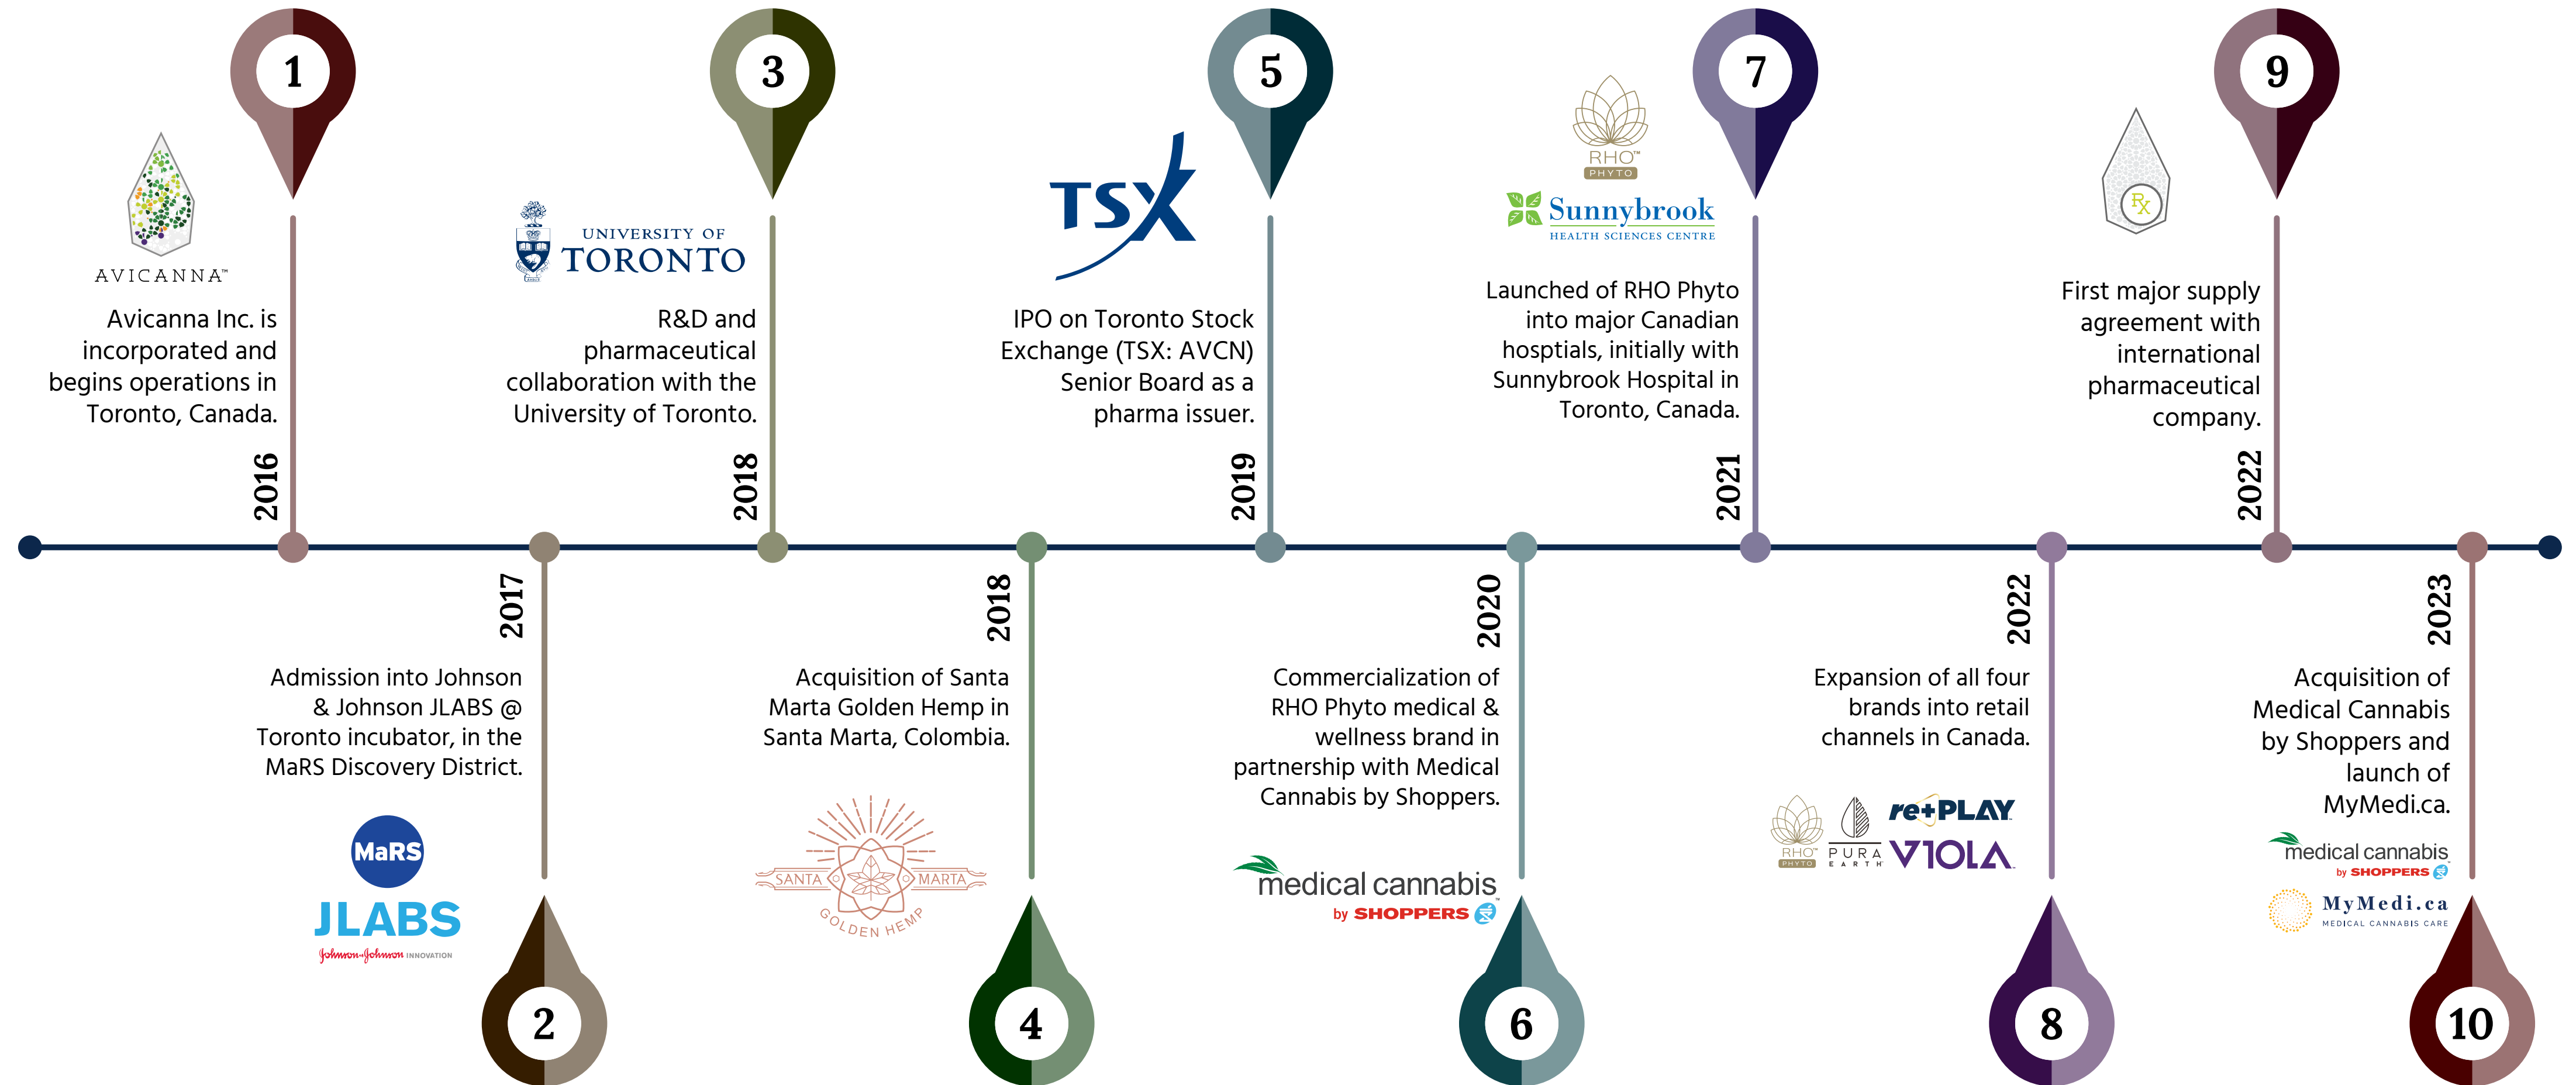 1
AVICANNA™
Avicanna Inc. is
incorporated and
begins operations in
Toronto, Canada.
2016
2017
Admission into Johnson
& Johnson JLABS @
Toronto incubator, in the
MaRS Discovery District.
MaRS
JLABS
Johnson&Johnson INNOVATION
2
3
UNIVERSITY OF
TORONTO
R&D and
pharmaceutical
collaboration with the
University of Toronto.
2018
2018
Acquisition of Santa
Marta Golden Hemp in
Santa Marta, Colombia.
SANTA MARTA
GOLDEN HEMP
4
5
TSX
IPO on Toronto Stock
Exchange (TSX: AVCN)
Senior Board as a
pharma issuer.
2019
2020
Commercialization of
RHO Phyto medical &
wellness brand in
partnership with Medical
Cannabis by Shoppers.
medical cannabis™
by SHOPPERS
6
7
RHO™
PHYTO
Sunnybrook
HEALTH SCIENCES CENTRE
Launched of RHO Phyto
into major Canadian
hosptials, initially with
Sunnybrook Hospital in
Toronto, Canada.
2021
2022
Expansion of all four
brands into retail
channels in Canada.
RHO™
PHYTO
PURA
EARTH
re+PLAY
VIOLA
8
9
RX
First major supply
agreement with
international
pharmaceutical
company.
2022
2023
Acquisition of
Medical Cannabis
by Shoppers and
launch of
MyMedi.ca.
medical cannabis
by SHOPPERS
MyMedi.ca
MEDICAL CANNABIS CARE
10